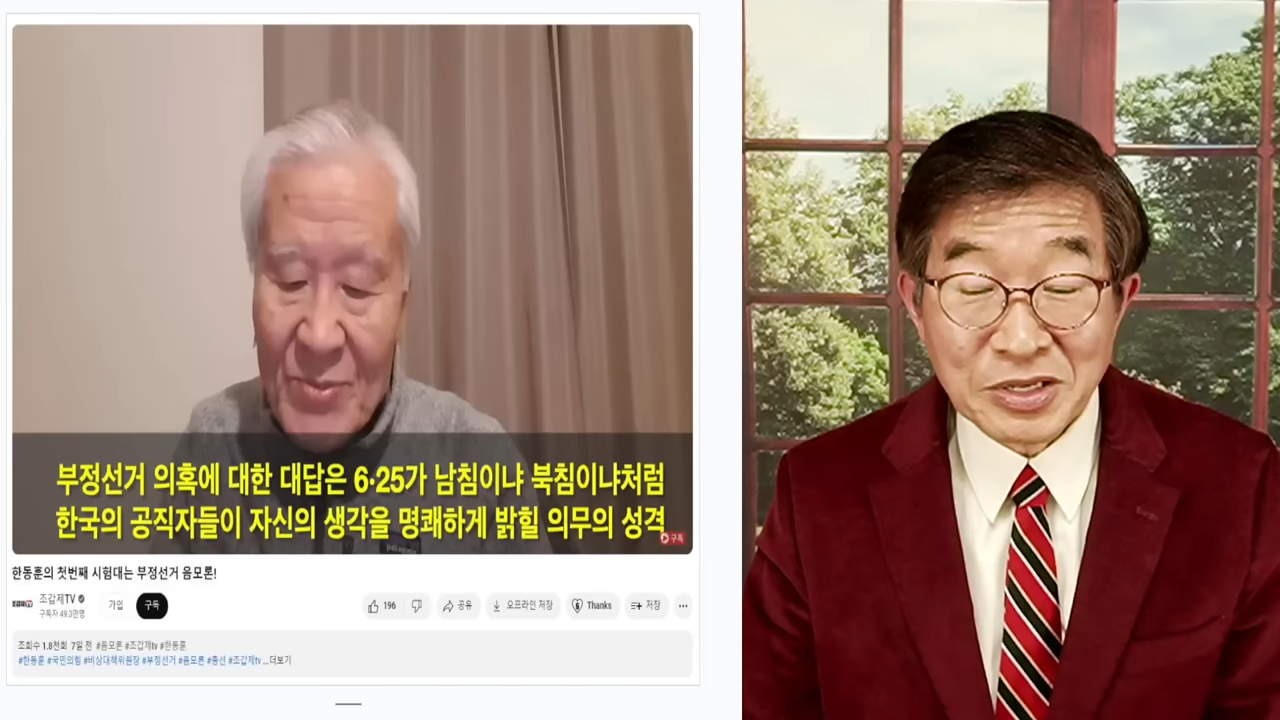 부정선거 의혹에 대한 대답은 6·25가 남침이냐 북침이냐처럼
한국의 공직자들이 자신의 생각을 명쾌하게 밝힐 의무의 성격
구독
한동훈의 첫번째 시험대는 부정선거 음모론!
조갑제TV
구독자 49.3만명
가입
구독
196
공유
오프라인 저장
Thanks
저장
조회수 1.8천회 7일 전 #음모론 #조갑제tv #한동훈
#한동훈 #국민의힘 #비상대책위원장 #부정선거 #음모론 #총선 #조갑제tv ...더보기